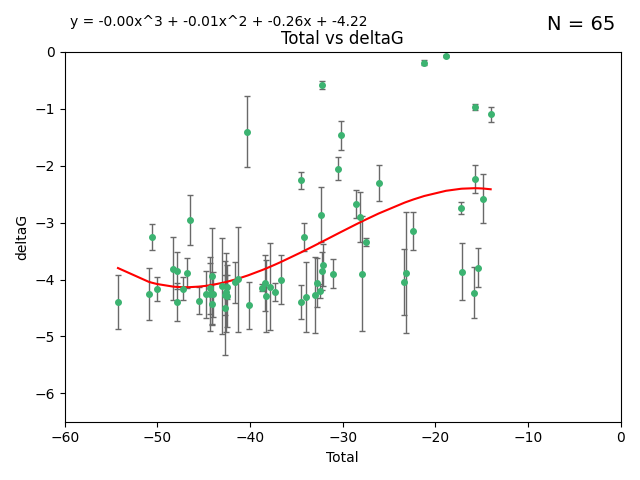 y = -0.00x^3 + -0.01x^2 + -0.26x + -4.22
N = 65
Total vs deltaG
0
−1
−2
−3
−4
−5
−6
deltaG
−60 −50 −40 −30 −20 −10 0
Total